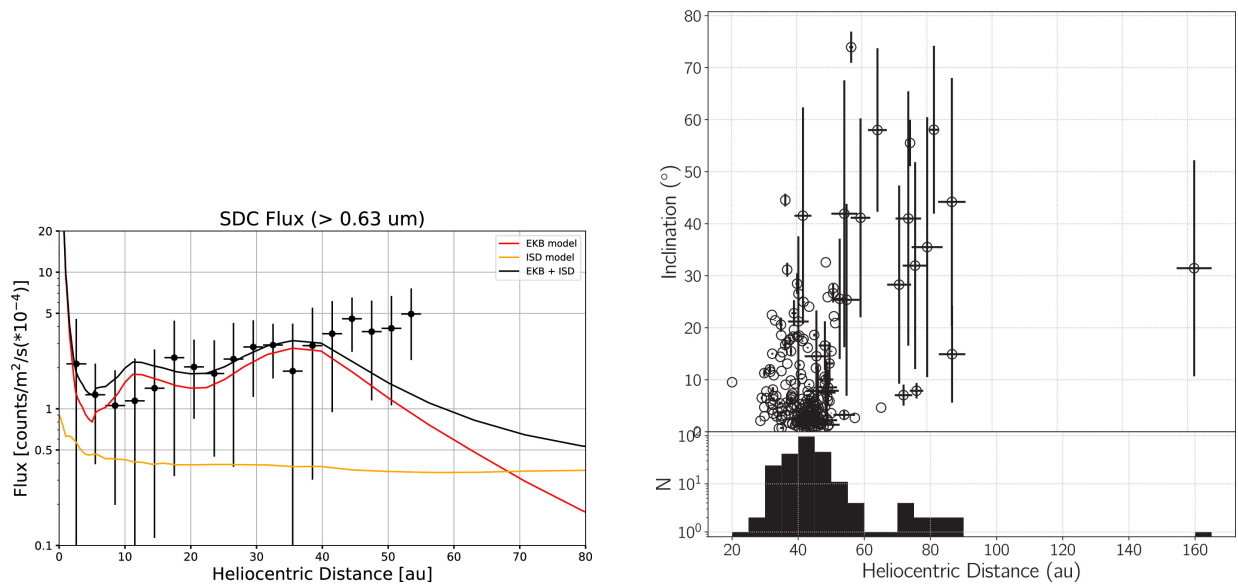 SDC Flux (> 0.63 um)
EKB model
ISD model
EKB + ISD
20
10
5
1
0.5
0.1
Flux [counts/m²/s(*10⁻⁴)]
0 10 20 30 40 50 60 70 80
Heliocentric Distance [au]
80
70
60
50
40
30
20
10
0
Inclination (°)
10²
10¹
10⁰
N
20 40 60 80 100 120 140 160
Heliocentric Distance (au)